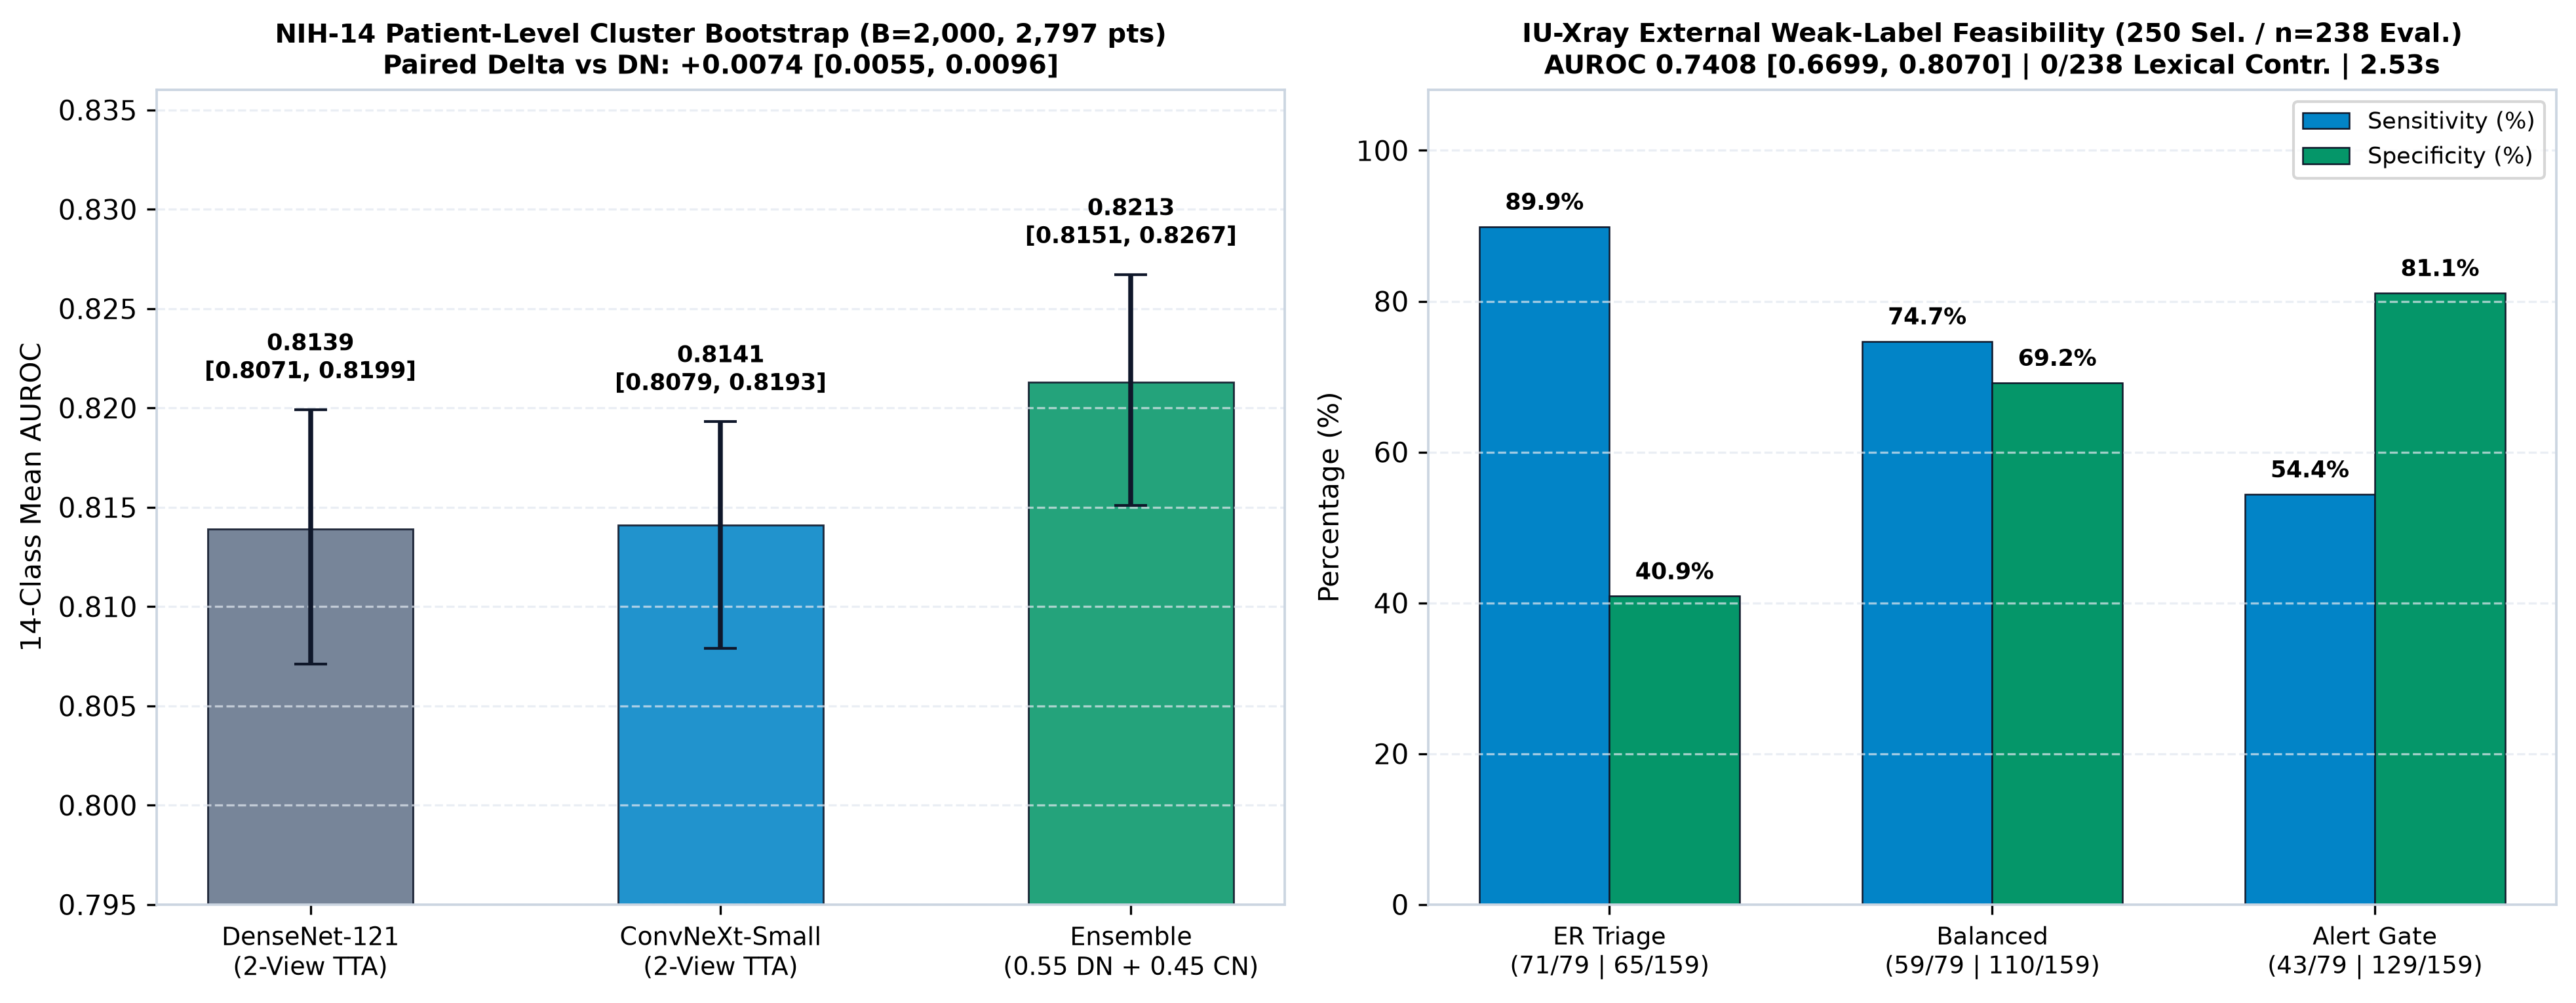 NIH-14 Patient-Level Cluster Bootstrap (B=2,000, 2,797 pts)
Paired Delta vs DN: +0.0074 [0.0055, 0.0096]
14-Class Mean AUROC
0.835
0.830
0.825
0.820
0.815
0.810
0.805
0.800
0.795
0.8139
[0.8071, 0.8199]
0.8141
[0.8079, 0.8193]
0.8213
[0.8151, 0.8267]
DenseNet-121
(2-View TTA)
ConvNeXt-Small
(2-View TTA)
Ensemble
(0.55 DN + 0.45 CN)
IU-Xray External Weak-Label Feasibility (250 Sel. / n=238 Eval.)
AUROC 0.7408 [0.6699, 0.8070] | 0/238 Lexical Contr. | 2.53s
Percentage (%)
100
80
60
40
20
0
Sensitivity (%)
Specificity (%)
89.9%
40.9%
74.7%
69.2%
54.4%
81.1%
ER Triage
(71/79 | 65/159)
Balanced
(59/79 | 110/159)
Alert Gate
(43/79 | 129/159)